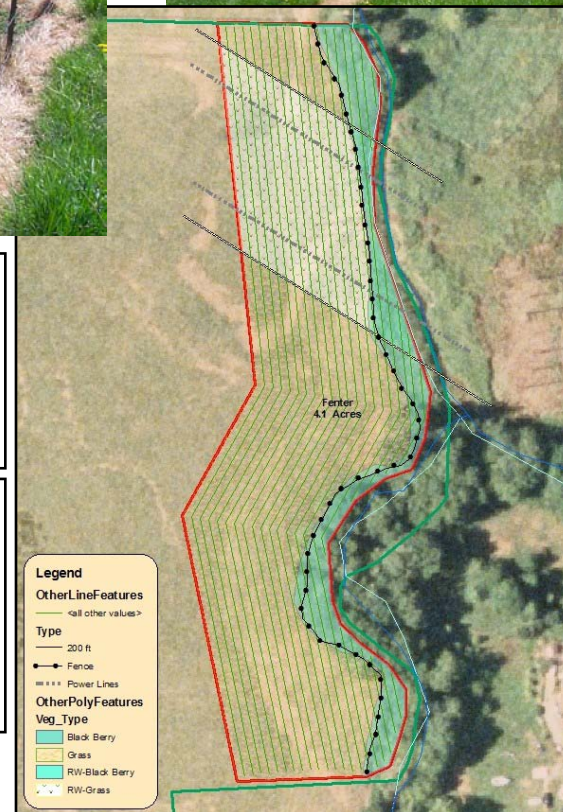 Fenter
4.1 Acres
Legend
OtherLineFeatures
<all other values>
Type
200 ft
Fence
Power Lines
OtherPolyFeatures
Veg_Type
Black Berry
Grass
RW-Black Berry
RW-Grass